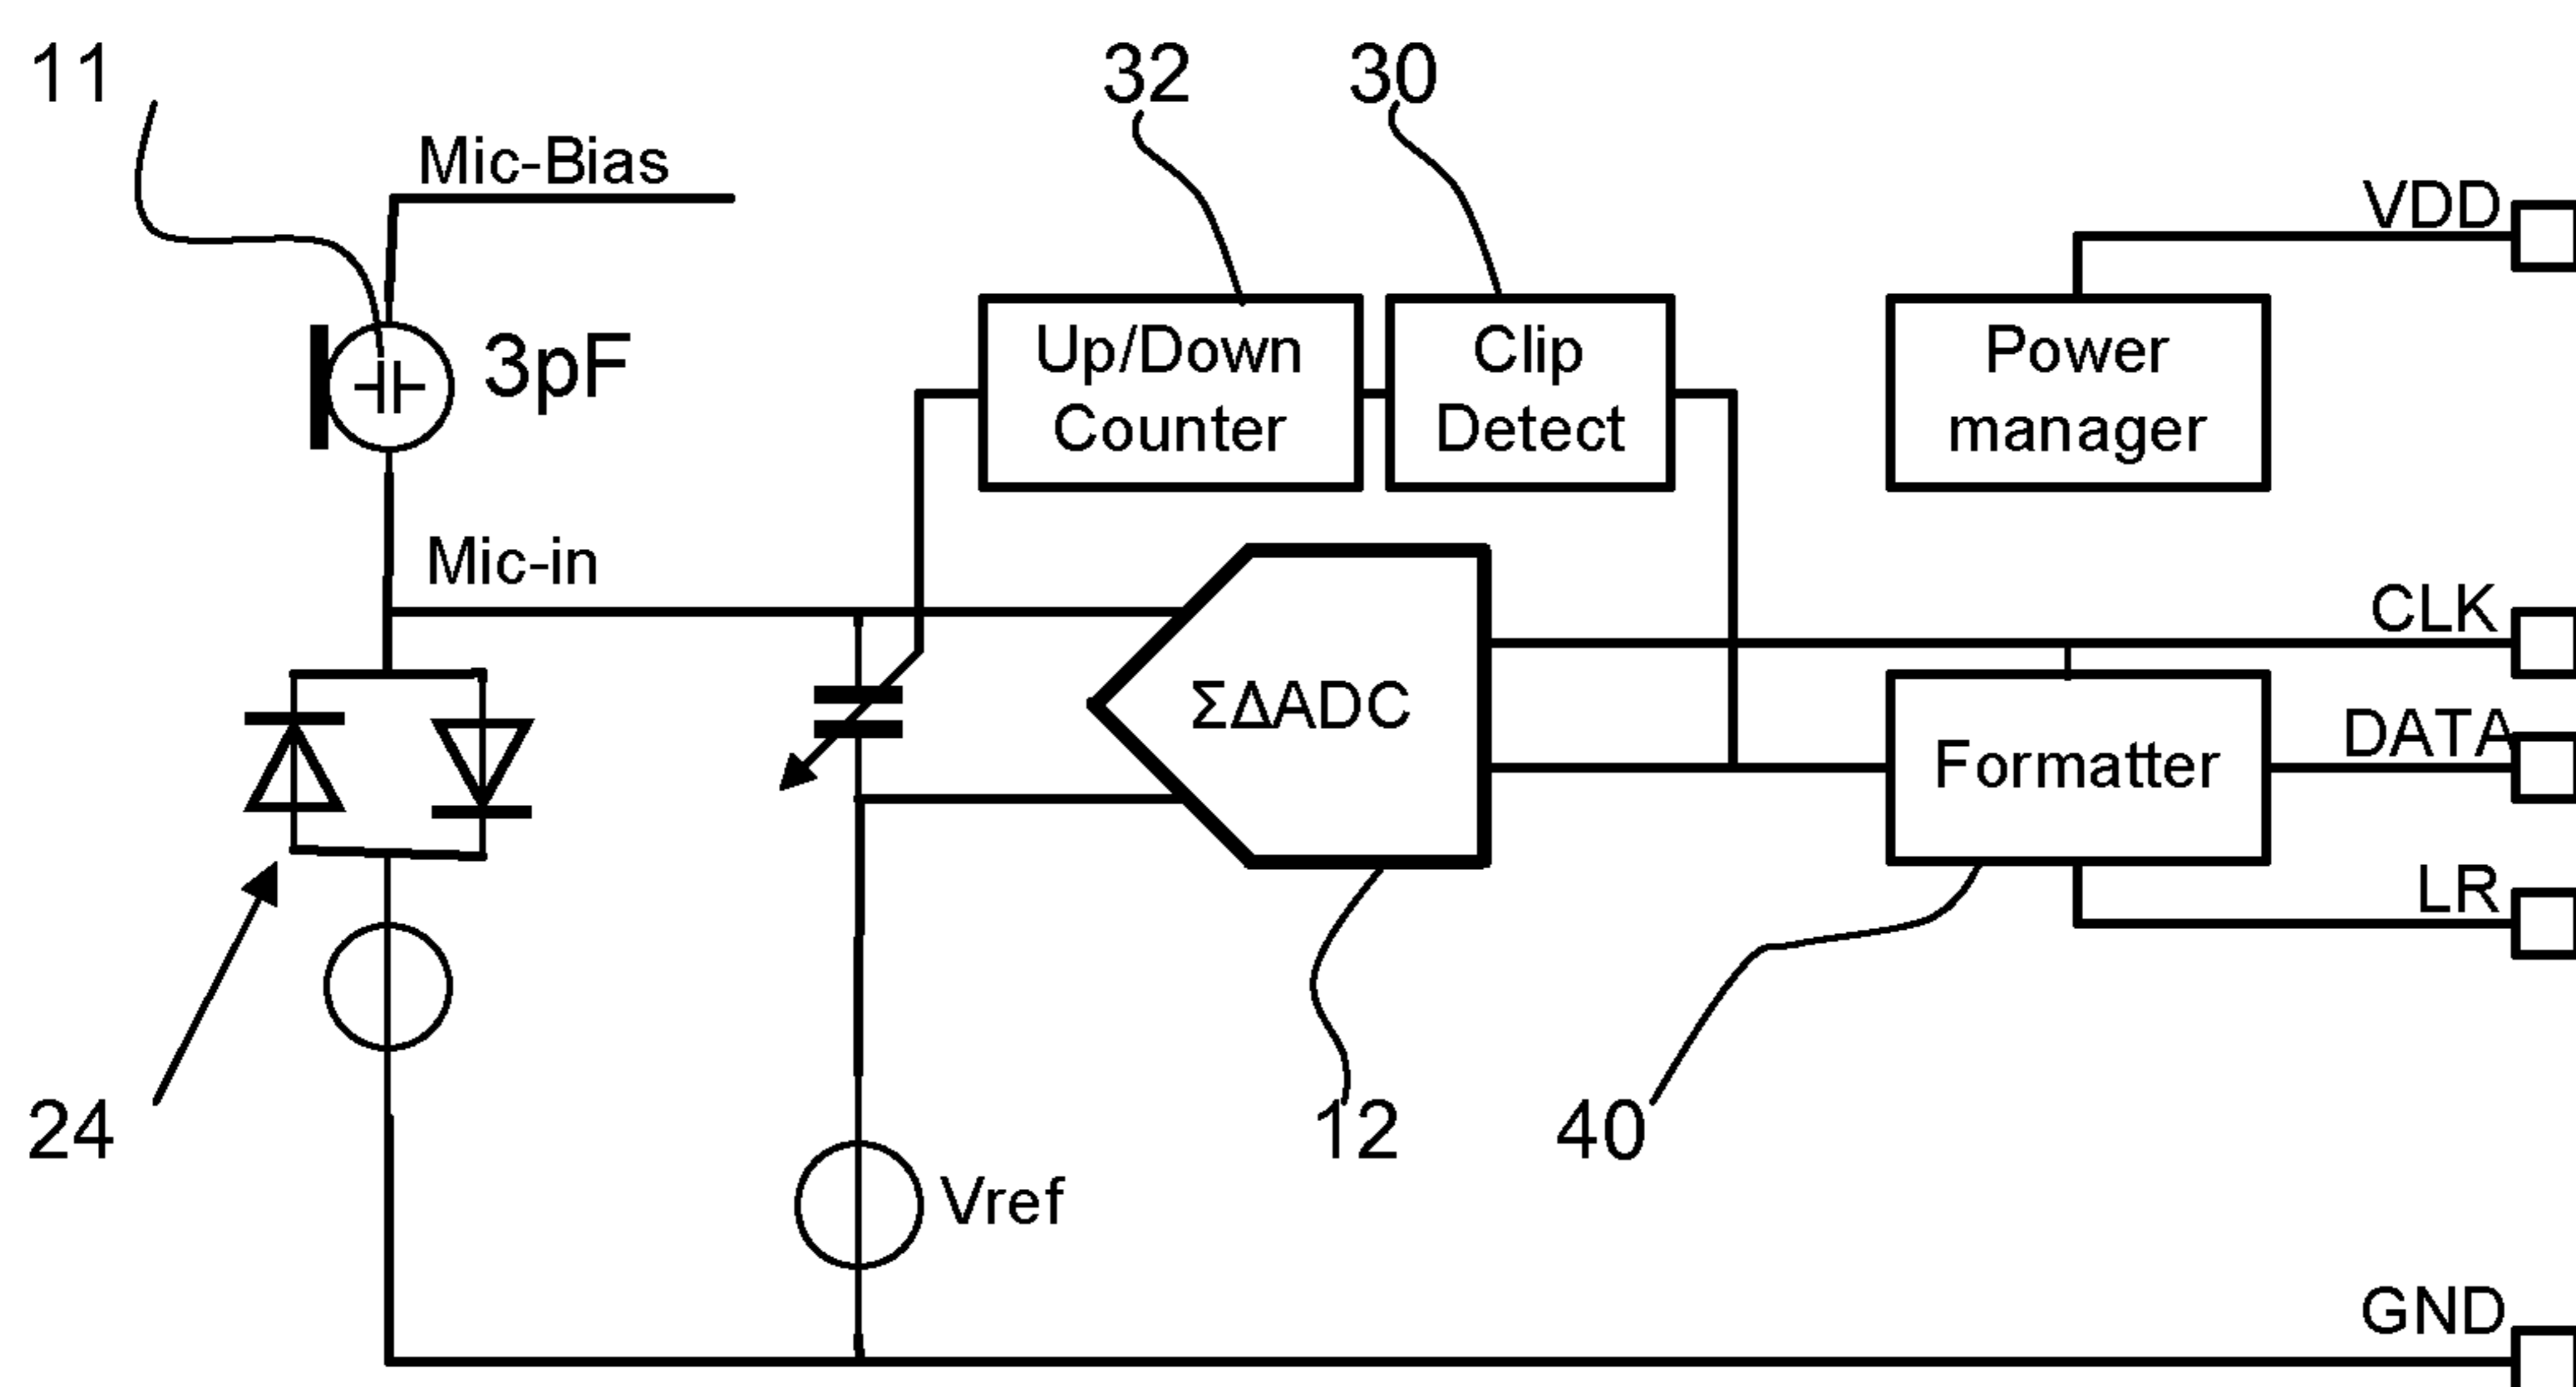 11
32
30
Mic-Bias
VDD
3pF
Up/Down
Counter
Clip
Detect
Power
manager
Mic-in
CLK
ΣΔADC
DATA
Formatter
LR
24
12
40
Vref
GND